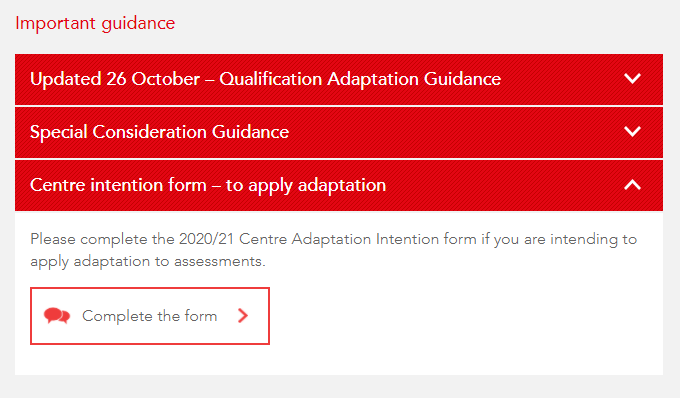 Important guidance
Updated 26 October – Qualification Adaptation Guidance
Special Consideration Guidance
Centre intention form – to apply adaptation
Please complete the 2020/21 Centre Adaptation Intention form if you are intending to
apply adaptation to assessments.
Complete the form